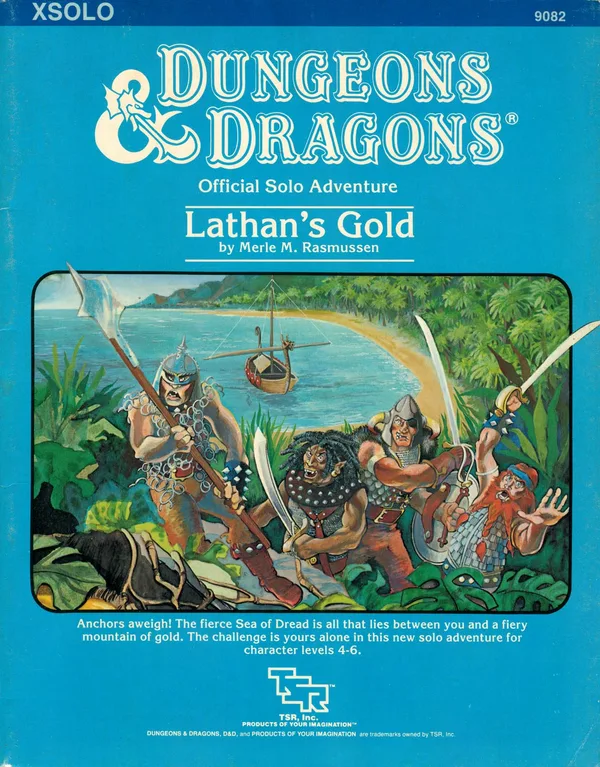 XSOLO
9082
DUNGEONS
& DRAGONS®
Official Solo Adventure
Lathan's Gold
by Merle M. Rasmussen
Anchors aweigh! The fierce Sea of Dread is all that lies between you and a fiery
mountain of gold. The challenge is yours alone in this new solo adventure for
character levels 4-6.
TSR™
TSR, Inc.
PRODUCTS OF YOUR IMAGINATION™
DUNGEONS & DRAGONS, D&D, and PRODUCTS OF YOUR IMAGINATION are trademarks owned by TSR, Inc.